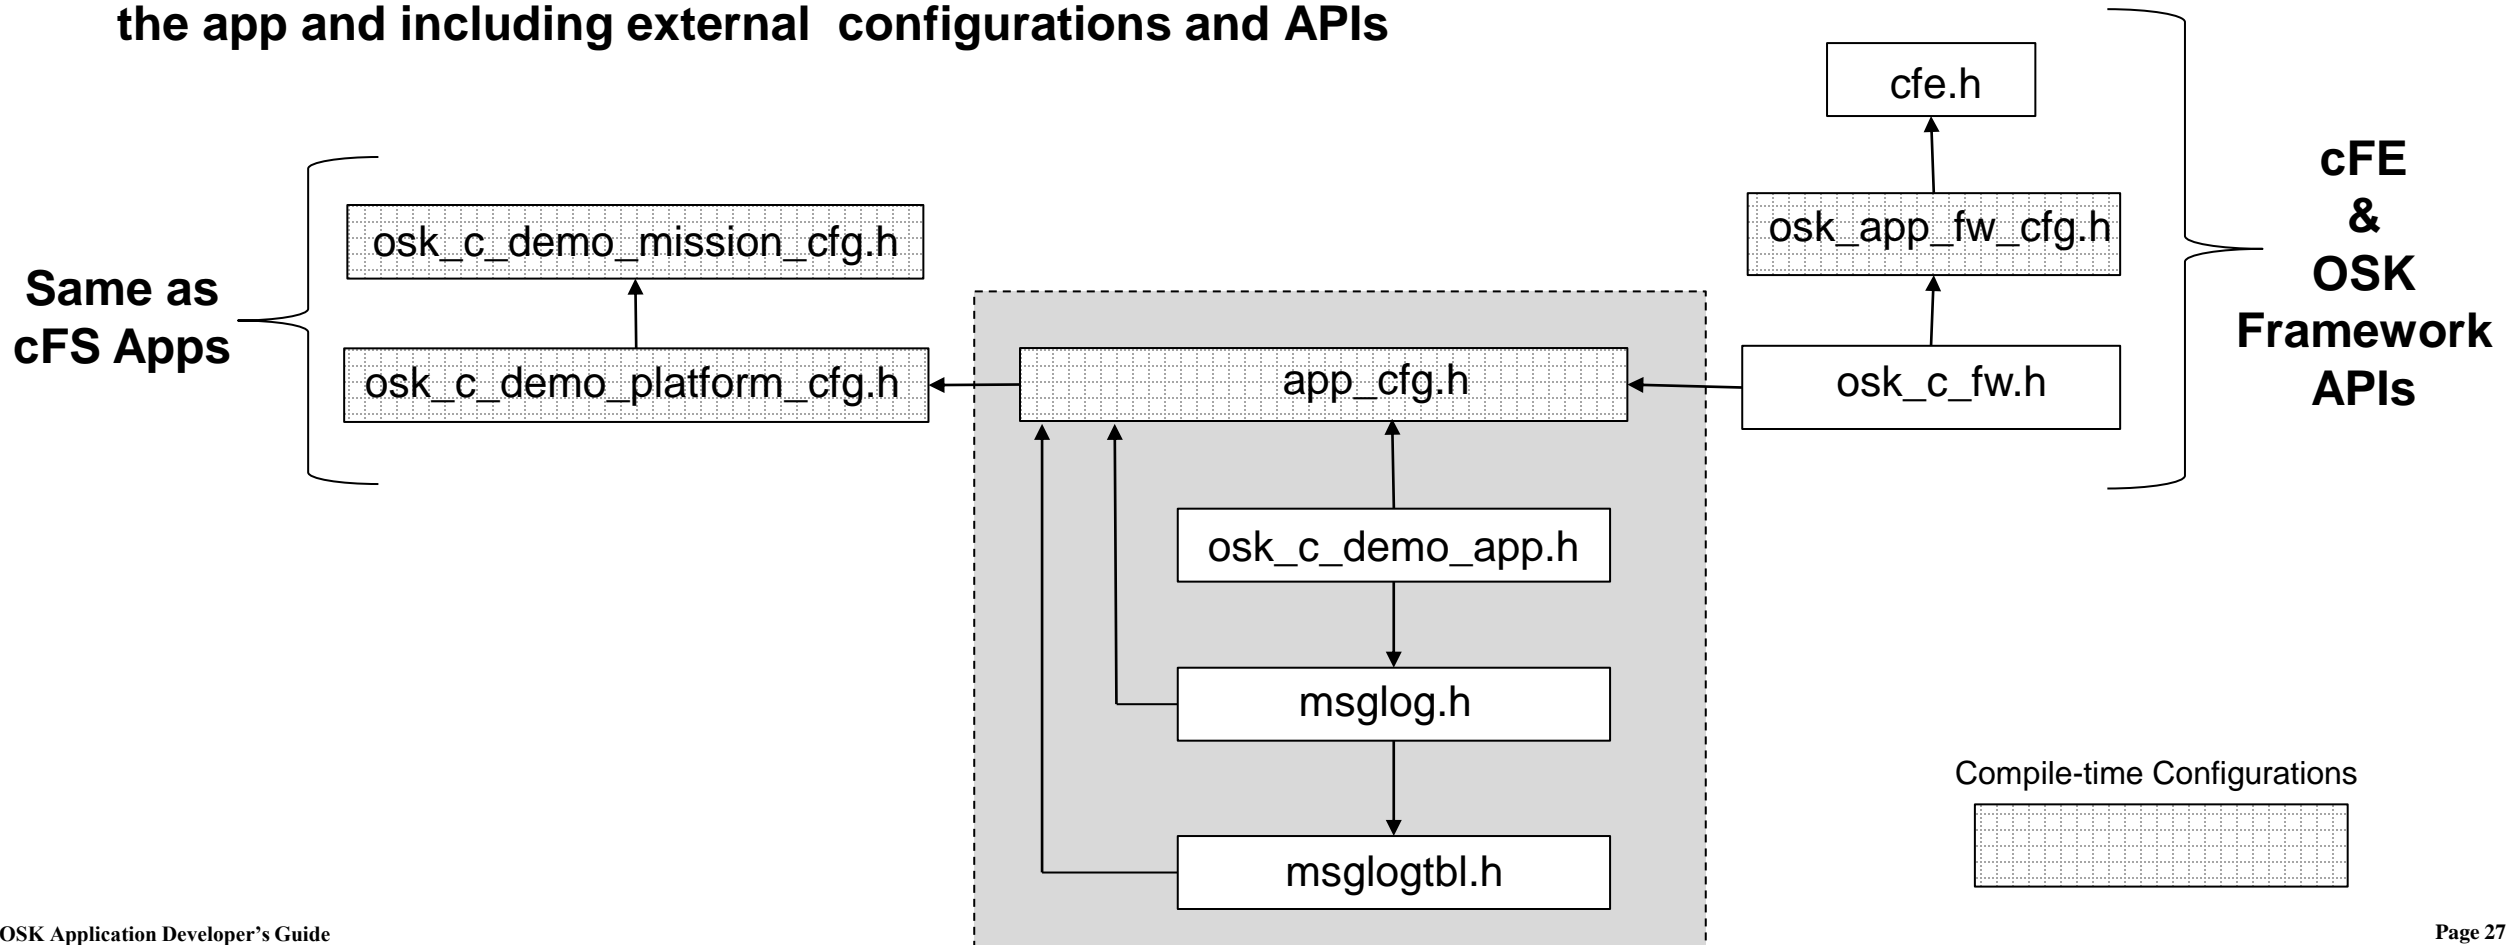 the app and including external  configurations and APIs
cfe.h
cFE
&
OSK
Framework
APIs
osk_app_fw_cfg.h
osk_c_demo_mission_cfg.h
Same as
cFS Apps
osk_c_demo_platform_cfg.h
app_cfg.h
osk_c_fw.h
osk_c_demo_app.h
msglog.h
Compile-time Configurations
msglogtbl.h
OSK Application Developer’s Guide
Page 27